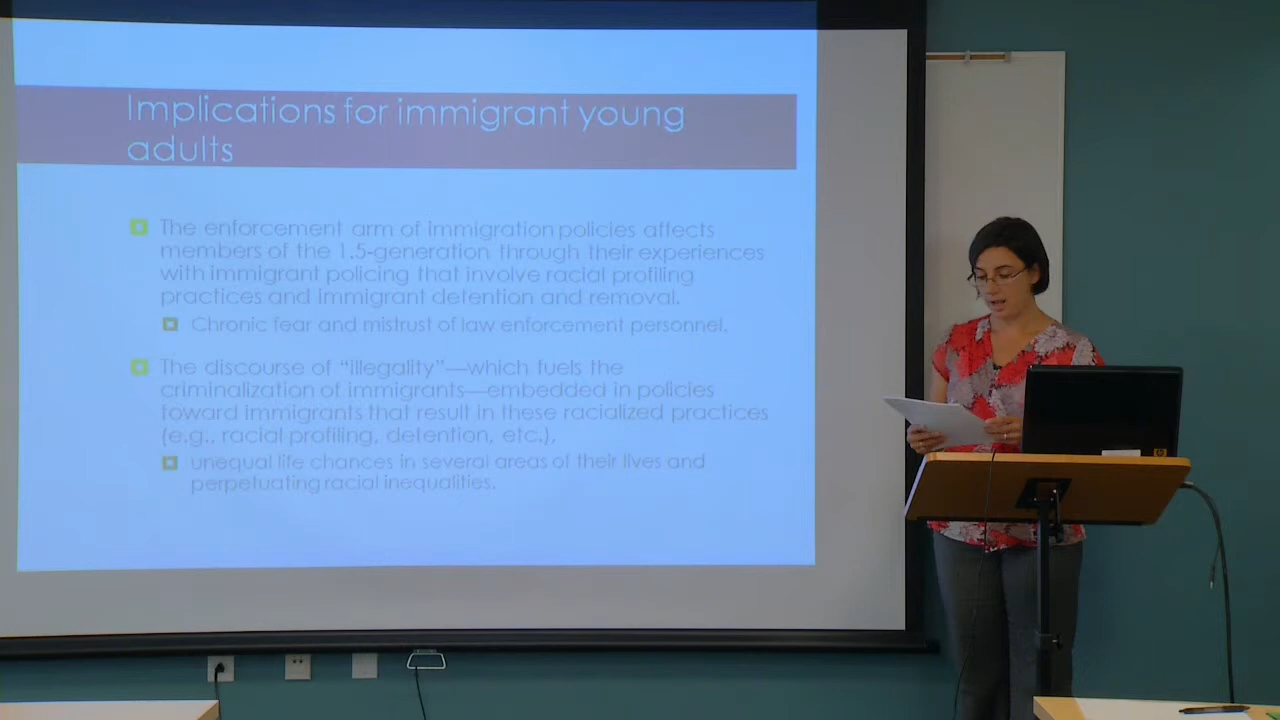 Implications for immigrant young
adults
The enforcement arm of immigration policies affects
members of the 1.5-generation through their experiences
with immigrant policing that involve racial profiling
practices and immigrant detention and removal.
Chronic fear and mistrust of law enforcement personnel.
The discourse of “illegality”—which fuels the
criminalization of immigrants—embedded in policies
toward immigrants that result in these racialized practices
(e.g., racial profiling, detention, etc.),
unequal life chances in several areas of their lives and
perpetuating racial inequalities.
hp